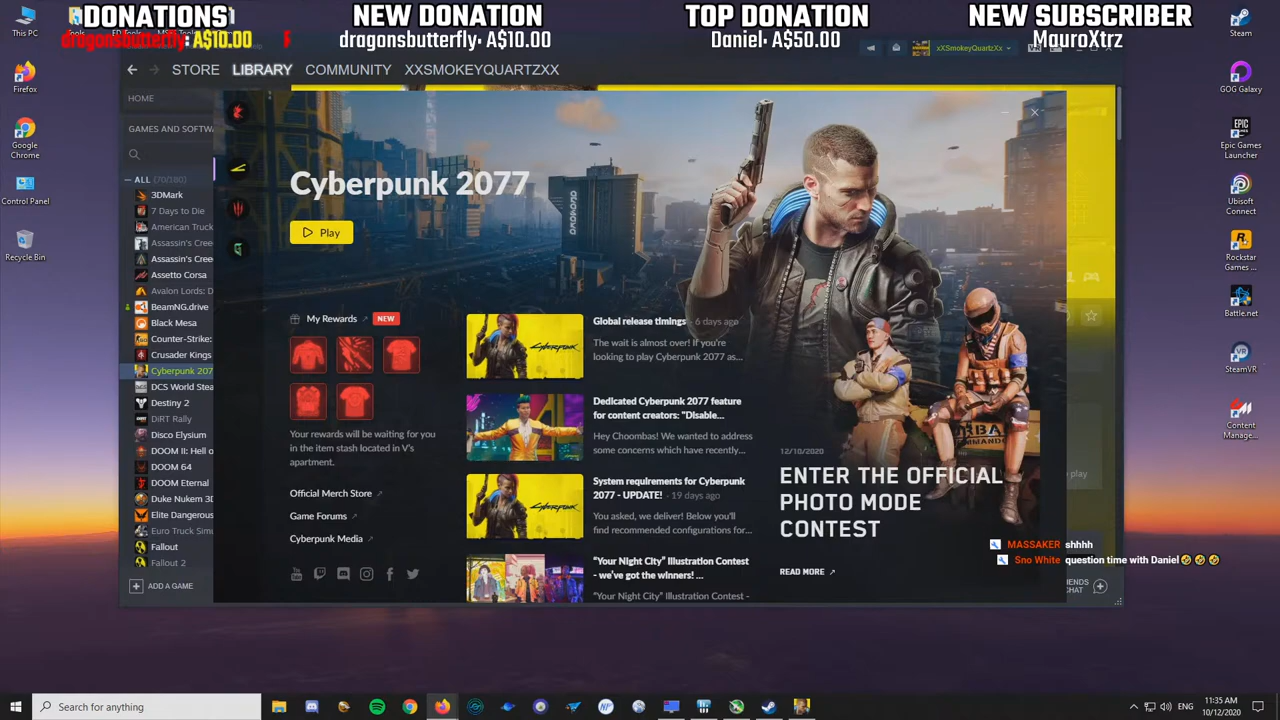 DONATIONS
dragonsbutterfly: A$10.00
NEW DONATION
dragonsbutterfly: A$10.00
TOP DONATION
Daniel: A$50.00
NEW SUBSCRIBER
MauroXtrz
This PC
Firefox
Google
Chrome
Control Panel
Recycle Bin
xXSmokeyQuartzXx
STORE
LIBRARY
COMMUNITY
XXSMOKEYQUARTZXX
HOME
GAMES AND SOFTWA
ALL (70/180)
3DMark
7 Days to Die
American Truck
Assassin's Cree
Assassin's Cree
Assetto Corsa
Avalon Lords: D
BeamNG.drive
Black Mesa
Counter-Strike:
Crusader Kings
Cyberpunk 207
DCS World Stea
Destiny 2
DiRT Rally
Disco Elysium
DOOM II: Hell o
DOOM 64
DOOM Eternal
Duke Nukem 3D
Elite Dangerous
Euro Truck Simu
Fallout
Fallout 2
ADD A GAME
Cyberpunk 2077
Play
My Rewards
NEW
Your rewards will be waiting for you
in the item stash located in V's
apartment.
Official Merch Store
Game Forums
Cyberpunk Media
Global release timings - 6 days ago
The wait is almost over! If you're
looking to play Cyberpunk 2077 as...
Dedicated Cyberpunk 2077
feature
for content creators: "Disable...
Hey Choombas! We wanted to address
some concerns which have recently...
System requirements for Cyberpunk
2077 - UPDATE! - 19 days ago
You asked, we deliver! Below you'll
find recommended configurations for...
"Your Night City" Illustration Contest
- we've got the winners! ...
"Your Night City" Illustration Contest -
12/10/2020
ENTER THE OFFICIAL
PHOTO MODE
CONTEST
READ MORE
MASSAKER shhhh
Sno White question time with Daniel🤣🤣🤣
IENDS
CHAT
e play
Steam
GOG Galaxy
Epic Games
Launcher
Ubisoft
Connect
Rockstar
Games ...
Battle.net
SteamVR
Content
Manage...
Search for anything
ENG
11:35 AM
10/12/2020